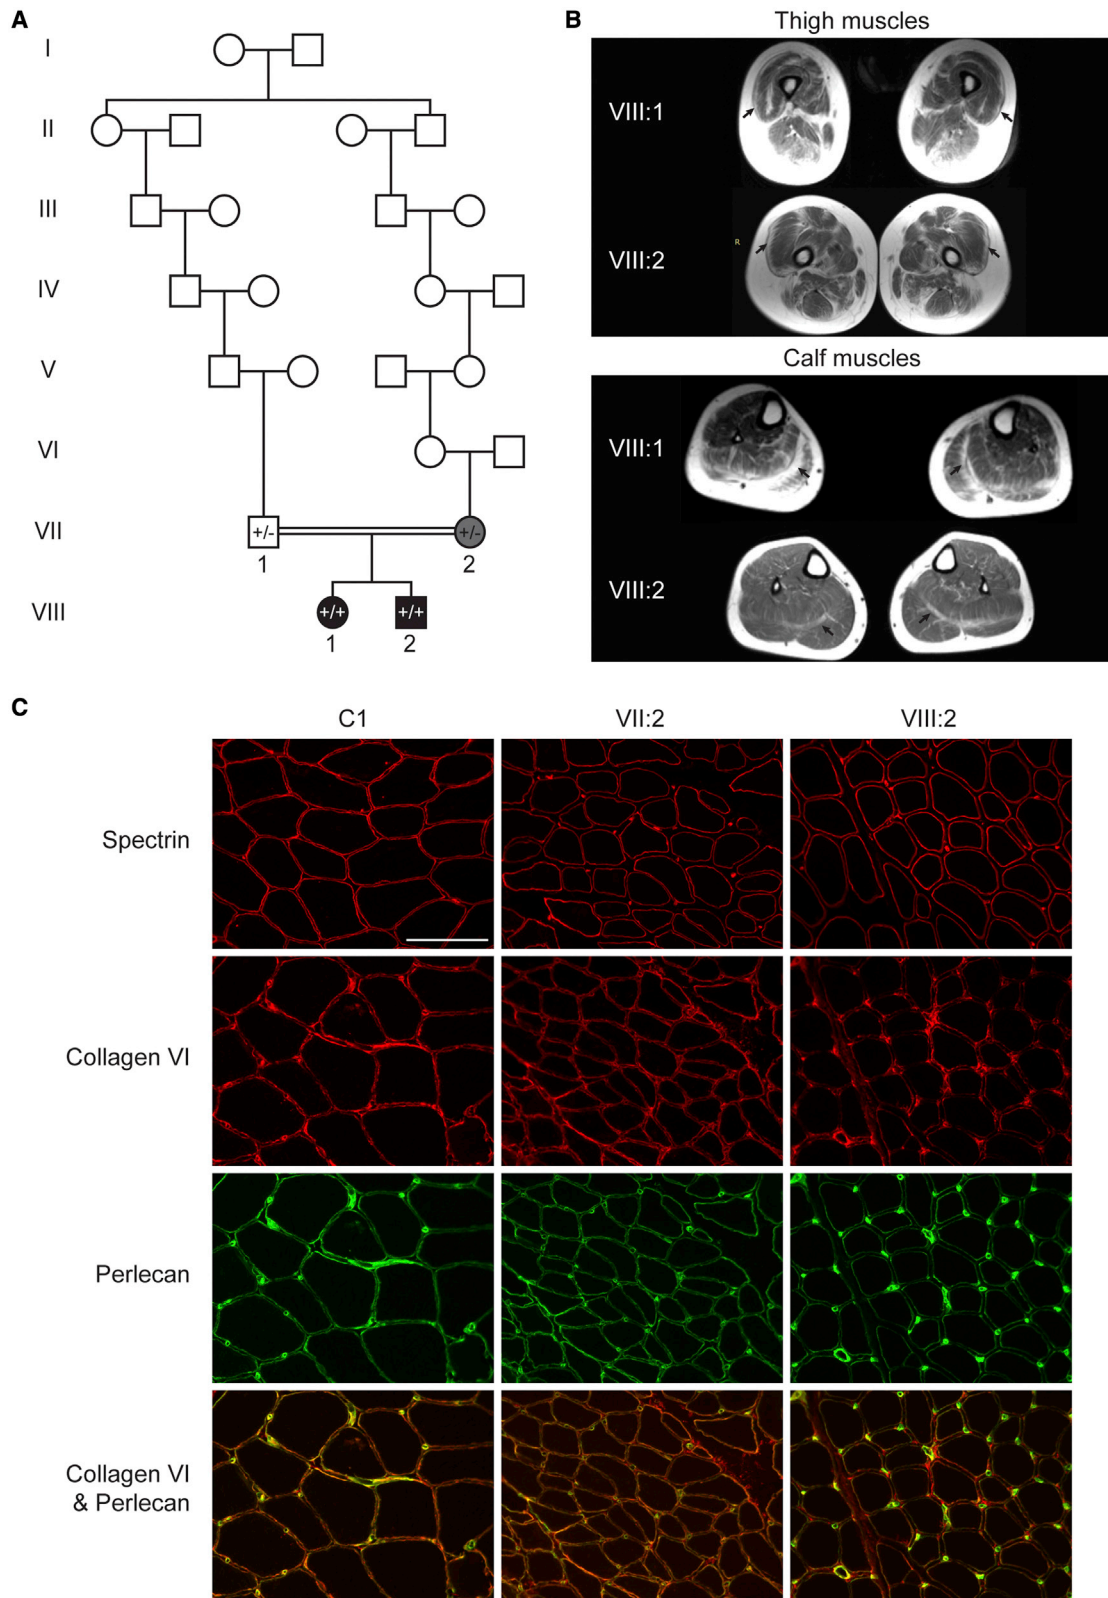 A
I
II
III
IV
V
VI
VII
+/-
+/-
1
2
VIII
+/+
+/+
1
2
B
Thigh muscles
VIII:1
VIII:2
R
Calf muscles
VIII:1
VIII:2
C
C1
VII:2
VIII:2
Spectrin
Collagen VI
Perlecan
Collagen VI
& Perlecan